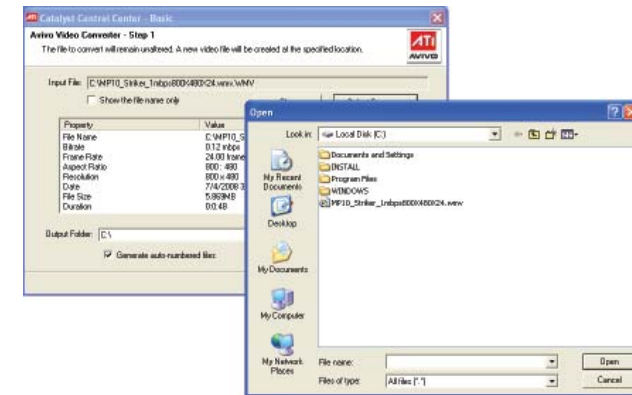 Catalyst Control Center - Basic
Avivo Video Converter - Step 1
The file to convert will remain unaltered. A new video file will be created at the specified location.
ATI
AVIVO
Input File: C:\MP10_Striker_1mbps800X480X24.wmv.WMV
Show the file name only
Property Value
File Name C:\MP10_S
Bitrate 0.12 mbps
Frame Rate 24.00 frame
Aspect Ratio 800 : 480
Resolution 800 x 480
Date 7/4/2008 3
File Size 5.869MB
Duration 0:0:48
Output Folder: C:\
Generate auto-numbered files
Open
Look in: Local Disk (C:)
My Recent Documents
Desktop
My Documents
My Computer
My Network Places
Documents and Settings
INSTALL
Program Files
WINDOWS
MP10_Striker_1mbps800X480X24.wmv
File name:
Open
Files of type: All files (*.*)
Cancel